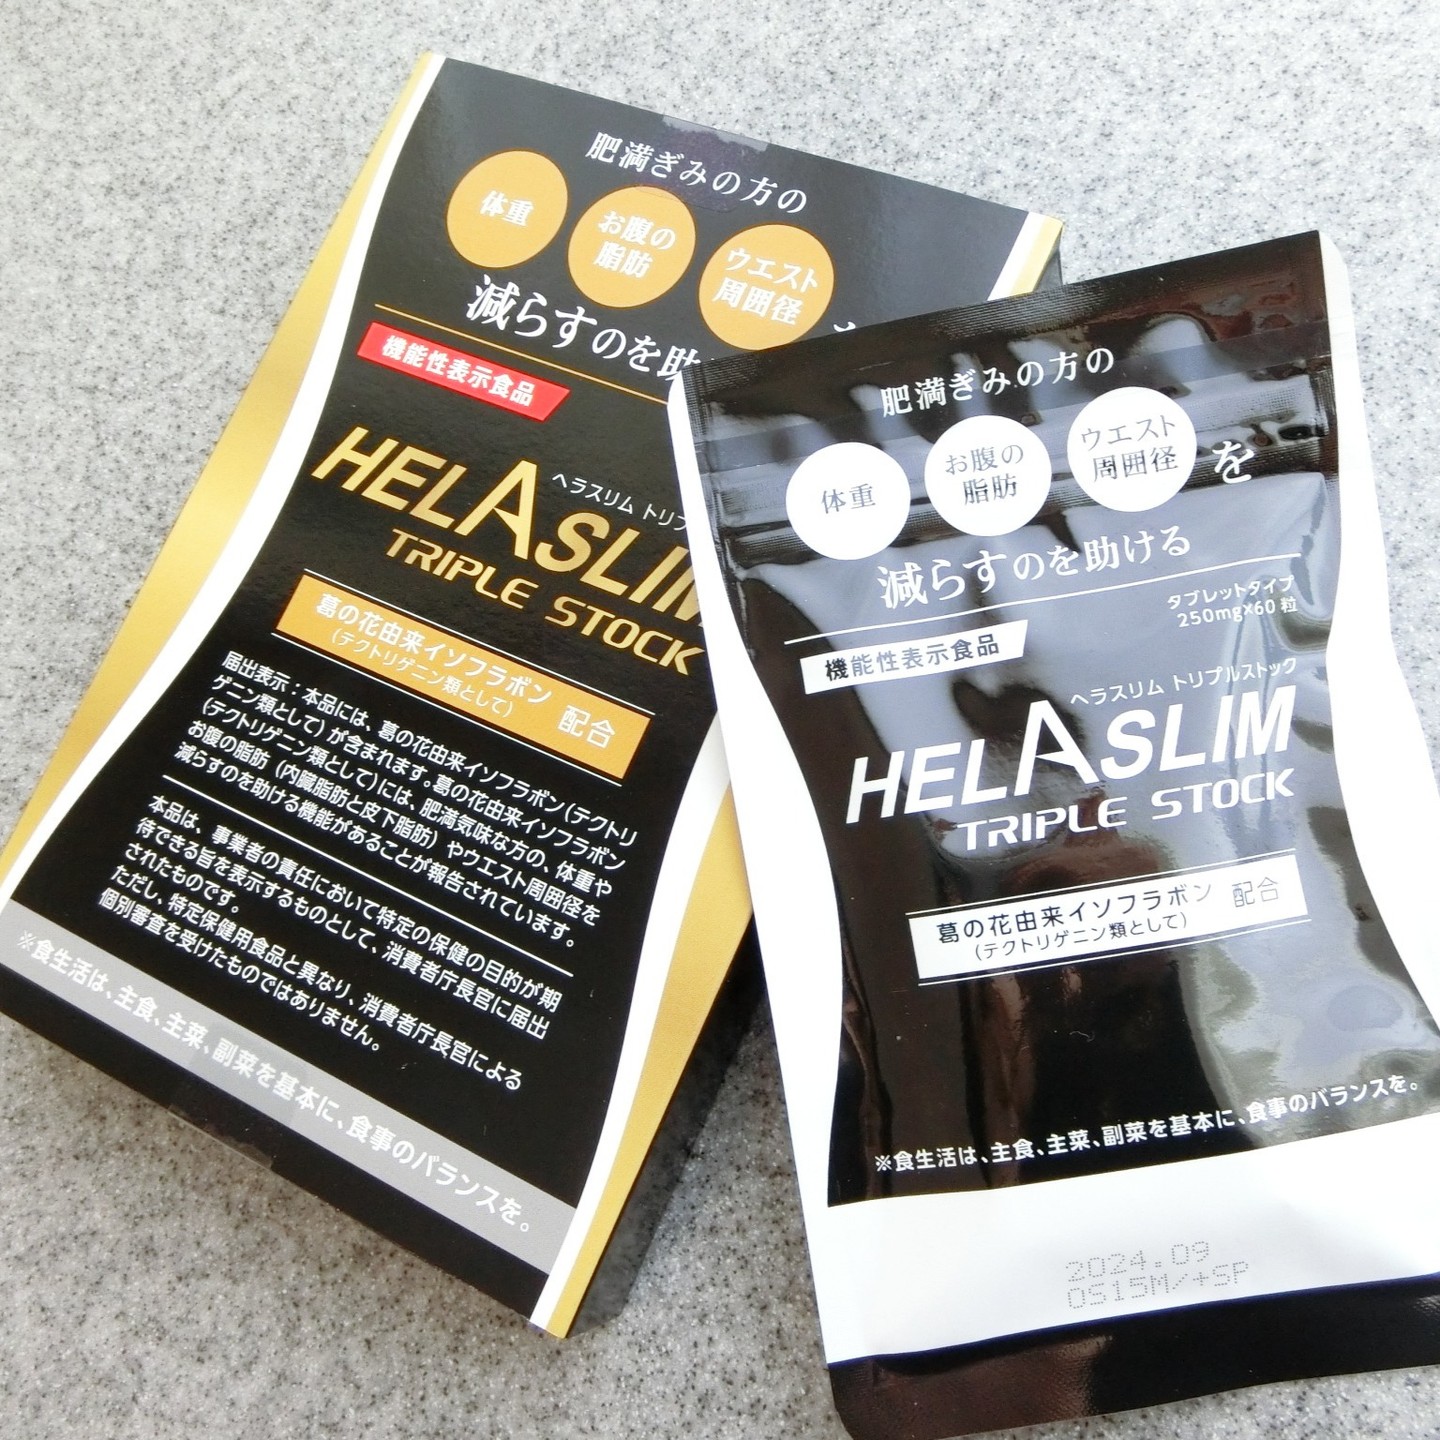 肥満ぎみの方の
体重
お腹の
脂肪
ウエスト
周囲径
減らすのを助
機能性表示食品
ヘラスリム トリプ
HELASLIM
TRIPLE STOCK
葛の花由来イソフラボン
(テクトリゲニン類として)
配合
届出表示:本品には、葛の花由来イソフラボン(テクトリ
ゲニン類として)が含まれます。葛の花由来イソフラボン
(テクトリゲニン類として)には、肥満気味な方の、体重や
お腹の脂肪(内臓脂肪と皮下脂肪)やウエスト周囲径を
減らすのを助ける機能があることが報告されています。
本品は、事業者の責任において特定の保健の目的が期
待できる旨を表示するものとして、消費者庁長官に届出
されたものです。
ただし、特定保健用食品と異なり、消費者庁長官による
個別審査を受けたものではありません。
※食生活は、主食、主菜、副菜を基本に、食事のバランスを。
肥満ぎみの方の
体重
お腹の
脂肪
ウエスト
周囲径
を
減らすのを助ける
タブレットタイプ
250mg×60粒
機能性表示食品
ヘラスリム トリプルストック
HELASLIM
TRIPLE STOCK
葛の花由来イソフラボン
(テクトリゲニン類として)
配合
※食生活は、主食、主菜、副菜を基本に、食事のバランスを。
2024.09
0515M/+SP